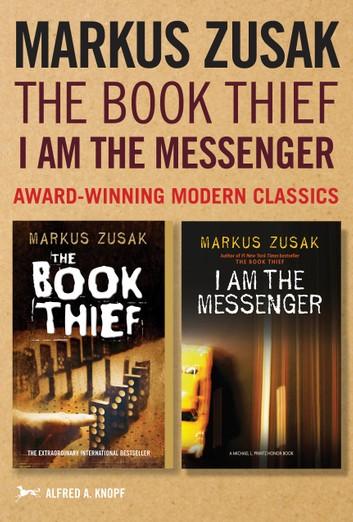 MARKUS ZUSAK
THE BOOK THIEF
I AM THE MESSENGER
AWARD-WINNING MODERN CLASSICS
MARKUS ZUSAK
THE
BOOK
THIEF
THE EXTRAORDINARY INTERNATIONAL BESTSELLER
MARKUS ZUSAK
Author of #1 New York Times bestseller
THE BOOK THIEF
I AM THE
MESSENGER
A MICHAEL L. PRINTZ HONOR BOOK
ALFRED A. KNOPF